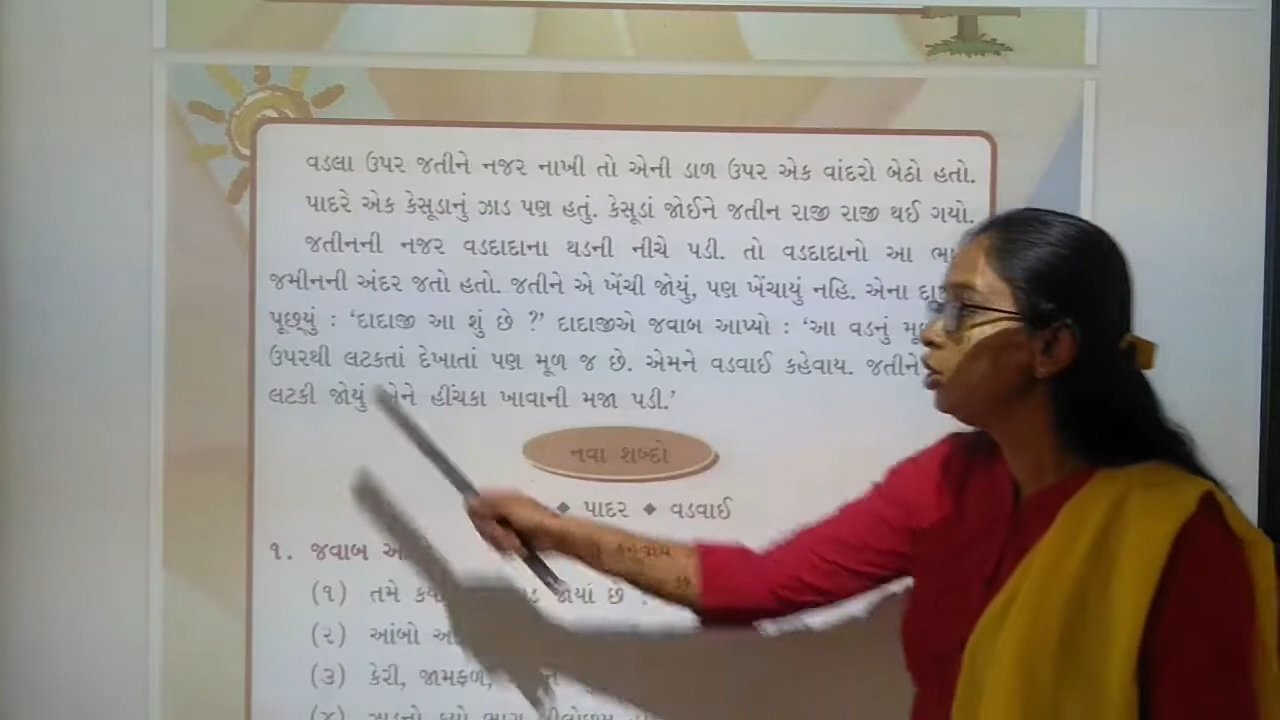 વડલા ઉપર જતીને નજર નાખી તો એની ડાળ ઉપર એક વાંદરો બેઠો હતો.
પાદરે એક કેસૂડાનું ઝાડ પણ હતું. કેસૂડાં જોઈને જતીન રાજી રાજી થઈ ગયો.
જતીનની નજર વડદાદાના થડની નીચે પડી. તો વડદાદાનો આ
જમીનની અંદર જતો હતો. જતીને એ ખેંચી જોયું, પણ ખેંચાયું નહિ. એના
પૂછ્યું : ‘દાદાજી આ શું છે ?’ દાદાજીએ જવાબ આપ્યો : ‘આ વડનું
ઉપરથી લટકતાં દેખાતાં પણ મૂળ જ છે. એમને વડવાઈ કહેવાય. જતીને
લટકી જોયું હીંચકા ખાવાની મજા પડી.’
નવા શબ્દો
◆ પાદર ◆ વડવાઈ
૧. જવાબ
(૧) તમે જોયાં છે
(૨) આંબો
(૩) કેરી, જામફળ,